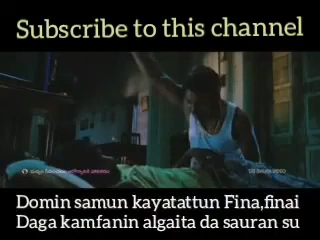 Subscribe to this channel
Domin samun kayatattun Fina,finai
Daga kamfanin algaita da sauran su